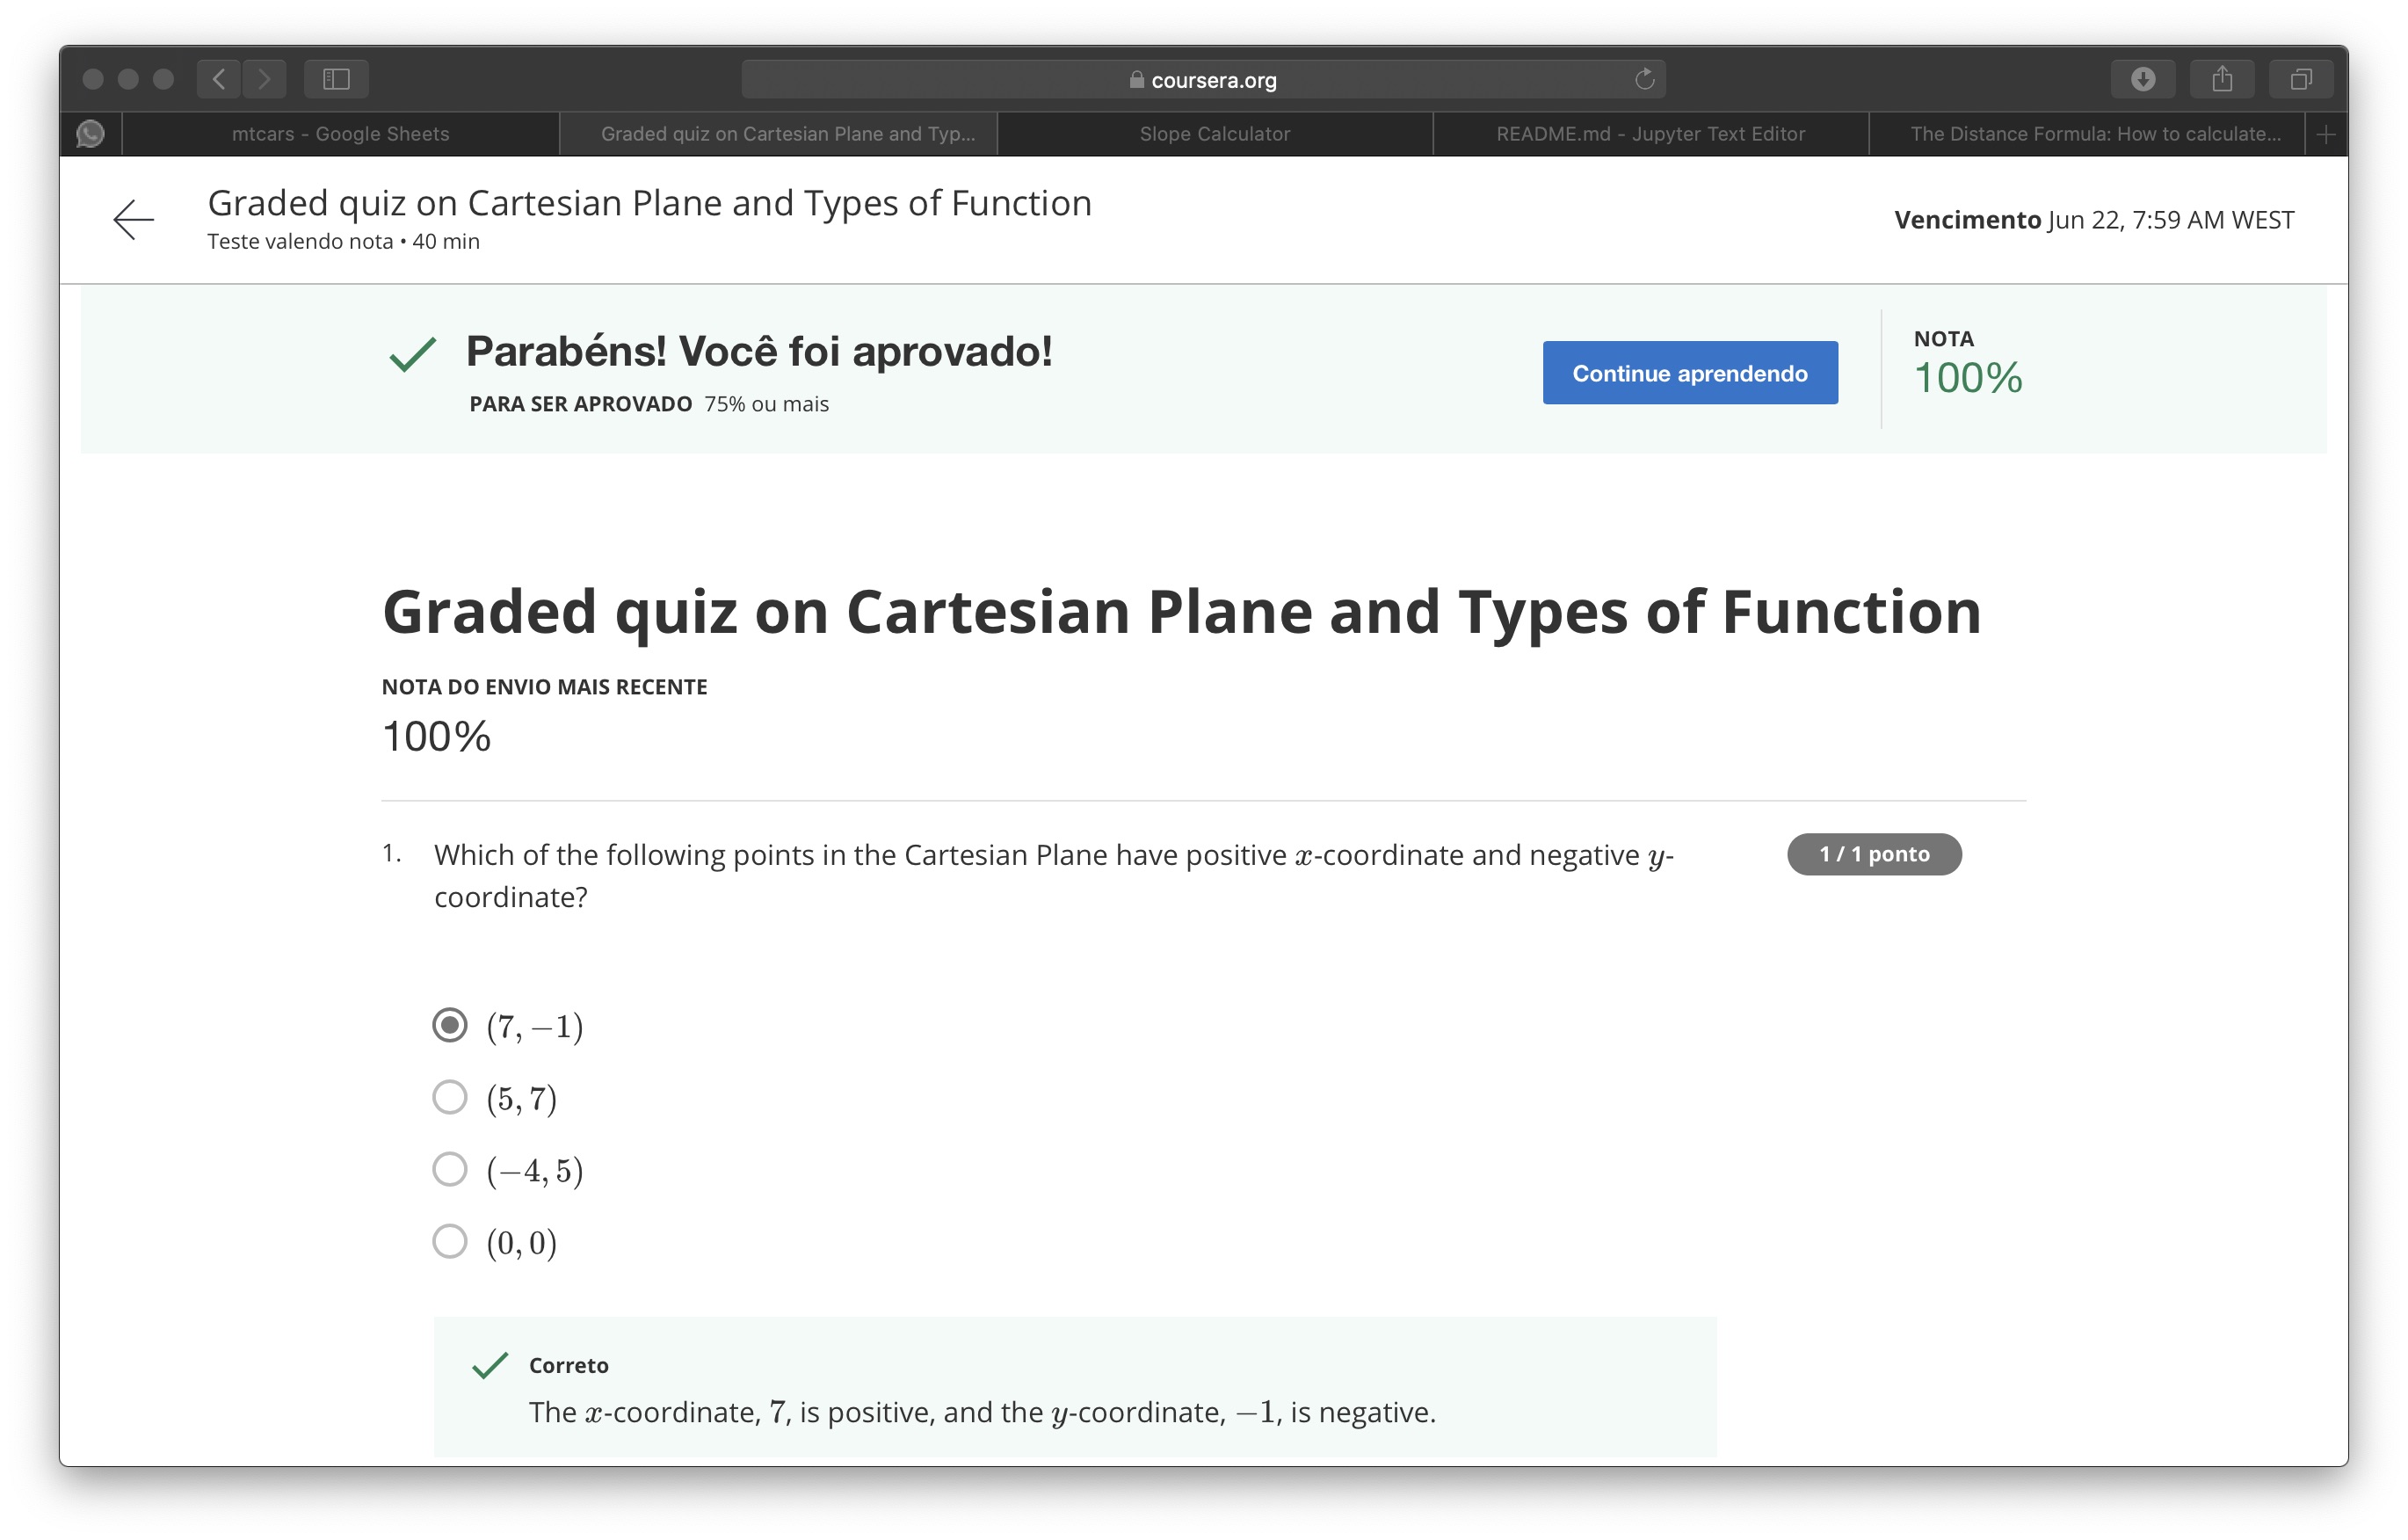 coursera.org
mtcars - Google Sheets
Graded quiz on Cartesian Plane and Typ...
Slope Calculator
README.md - Jupyter Text Editor
The Distance Formula: How to calculate...
Graded quiz on Cartesian Plane and Types of Function
Teste valendo nota • 40 min
Vencimento Jun 22, 7:59 AM WEST
Parabéns! Você foi aprovado!
PARA SER APROVADO 75% ou mais
Continue aprendendo
NOTA
100%
Graded quiz on Cartesian Plane and Types of Function
NOTA DO ENVIO MAIS RECENTE
100%
1. Which of the following points in the Cartesian Plane have positive x-coordinate and negative y-
coordinate?
1 / 1 ponto
(7, −1)
(5, 7)
(−4, 5)
(0, 0)
Correto
The x-coordinate, 7, is positive, and the y-coordinate, −1, is negative.